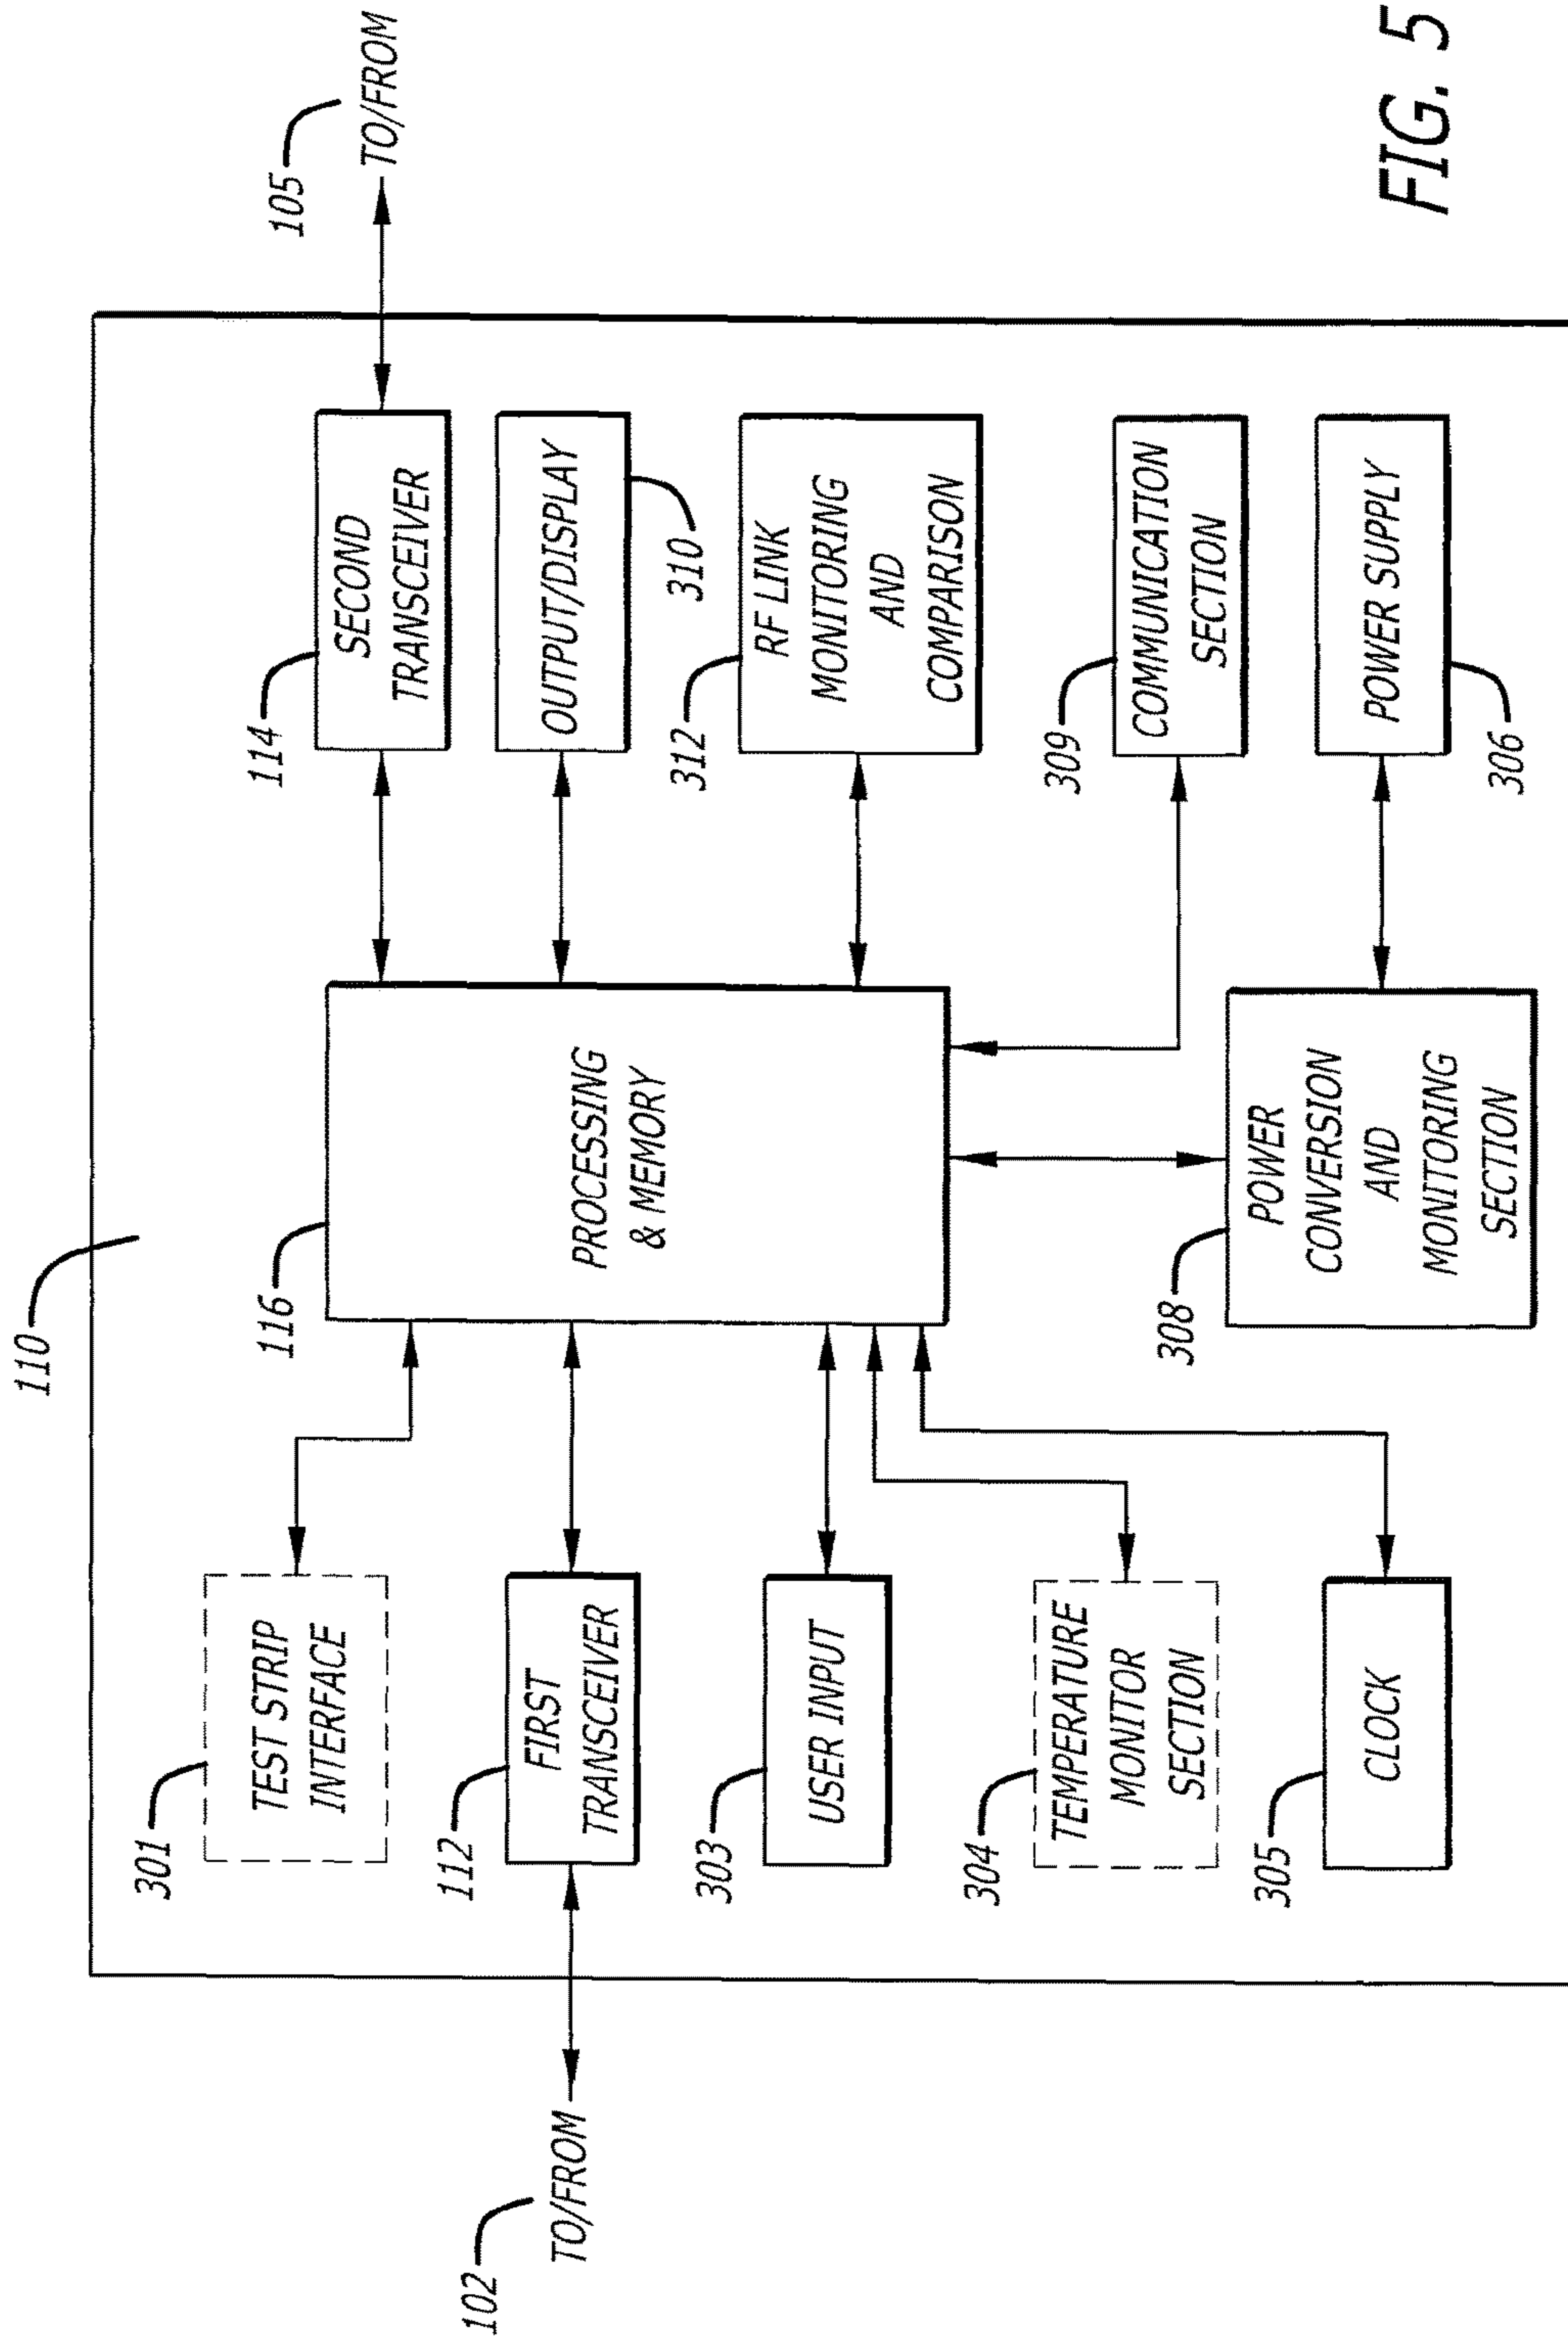 110
301
TEST STRIP
INTERFACE
102
TO/FROM
112
FIRST
TRANSCEIVER
303
USER INPUT
304
TEMPERATURE
MONITOR
SECTION
305
CLOCK
116
PROCESSING
& MEMORY
308
POWER
CONVERSION
AND
MONITORING
SECTION
105
TO/FROM
114
SECOND
TRANSCEIVER
OUTPUT/DISPLAY
310
312
RF LINK
MONITORING
AND
COMPARISON
309
COMMUNICATION
SECTION
POWER SUPPLY
306
FIG. 5